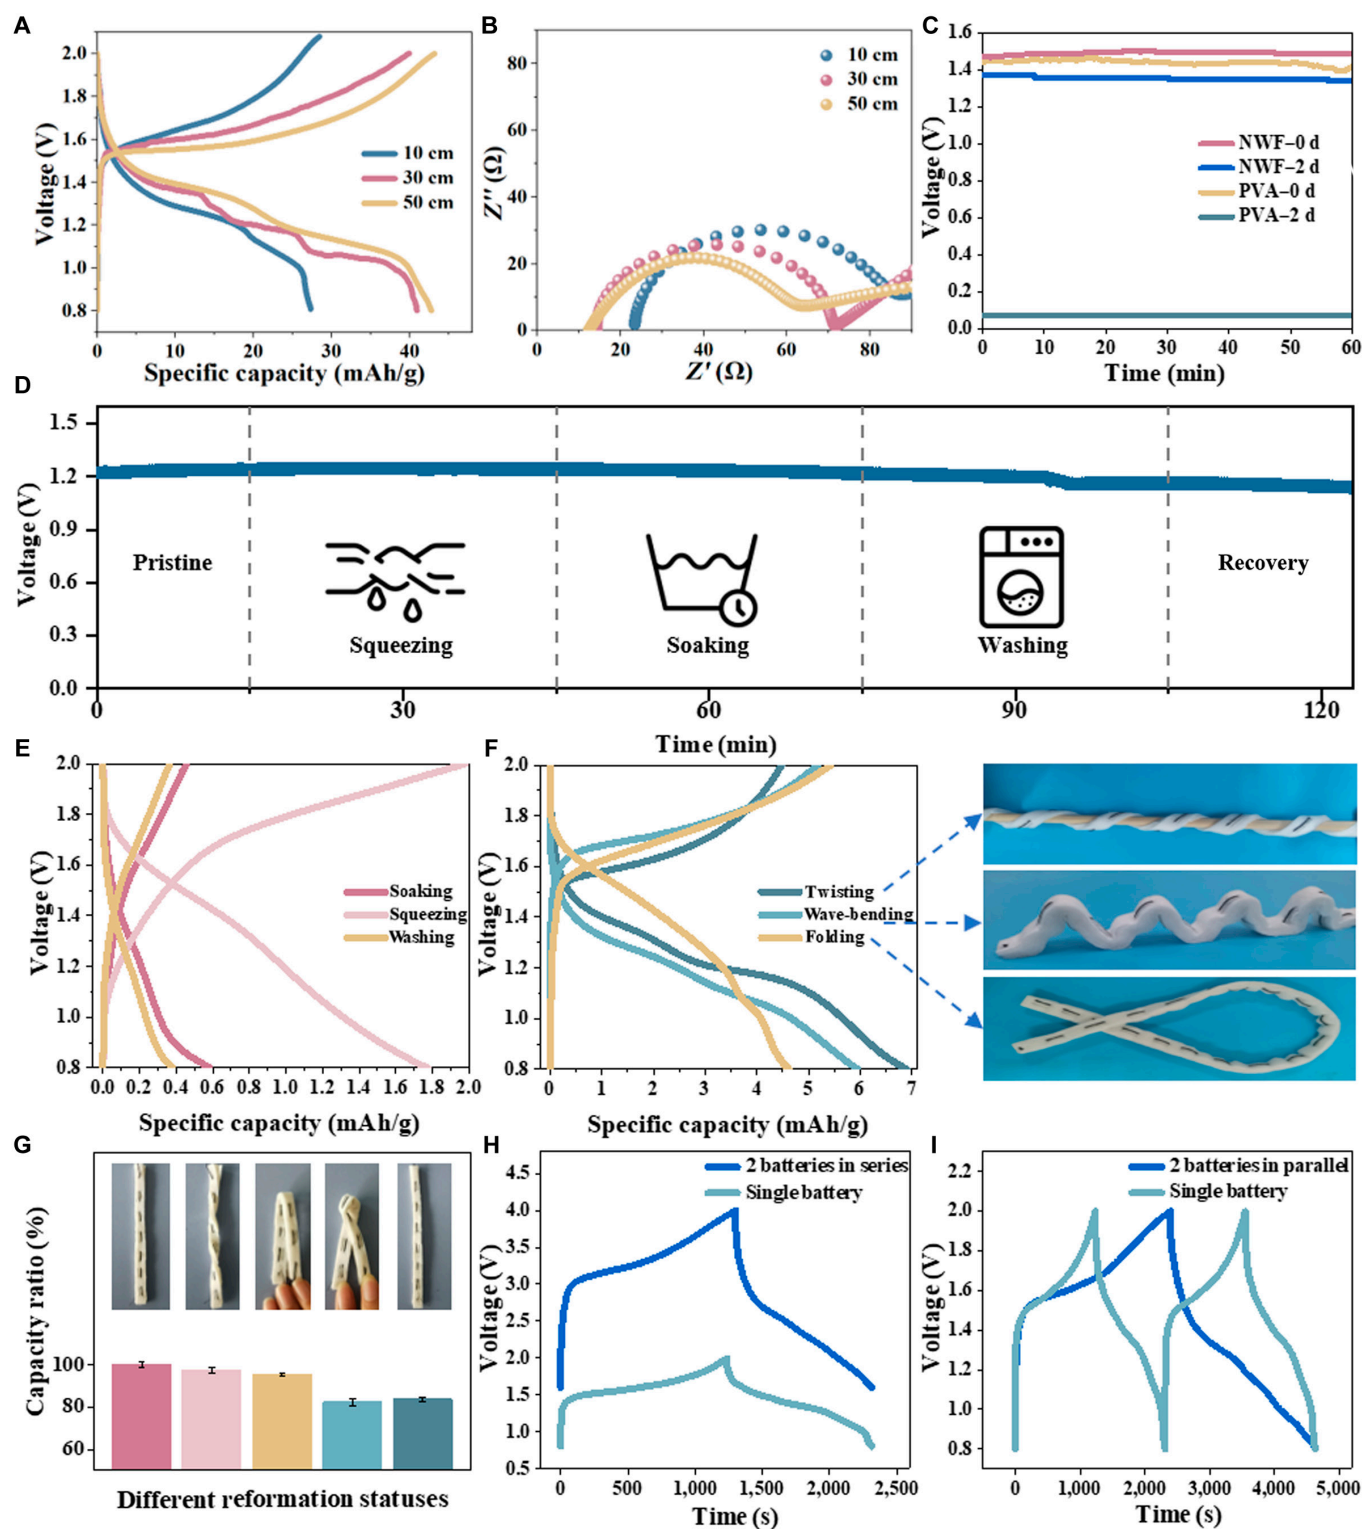 A
Voltage (V)
2.0
1.8
1.6
1.4
1.2
1.0
0.8
10 cm
30 cm
50 cm
0
10
20
30
40
Specific capacity (mAh/g)
B
Z'' (Ω)
80
60
40
20
0
10 cm
30 cm
50 cm
0
20
40
60
80
Z' (Ω)
C
Voltage (V)
1.6
1.4
1.2
1.0
0.8
0.6
0.4
0.2
0.0
NWF–0 d
NWF–2 d
PVA–0 d
PVA–2 d
0
10
20
30
40
50
60
Time (min)
D
Voltage (V)
1.5
1.2
0.9
0.6
0.3
0.0
Pristine
Squeezing
Soaking
Washing
Recovery
0
30
60
90
120
Time (min)
E
Voltage (V)
2.0
1.8
1.6
1.4
1.2
1.0
0.8
Soaking
Squeezing
Washing
0.0
0.2
0.4
0.6
0.8
1.0
1.2
1.4
1.6
1.8
2.0
Specific capacity (mAh/g)
F
Voltage (V)
2.0
1.8
1.6
1.4
1.2
1.0
0.8
Twisting
Wave-bending
Folding
0
1
2
3
4
5
6
7
Specific capacity (mAh/g)
G
Capacity ratio (%)
100
80
60
Different reformation statuses
H
Voltage (V)
4.5
4.0
3.5
3.0
2.5
2.0
1.5
1.0
0.5
2 batteries in series
Single battery
0
500
1,000
1,500
2,000
2,500
Time (s)
I
Voltage (V)
2.2
2.0
1.8
1.6
1.4
1.2
1.0
0.8
2 batteries in parallel
Single battery
0
1,000
2,000
3,000
4,000
5,000
Time (s)